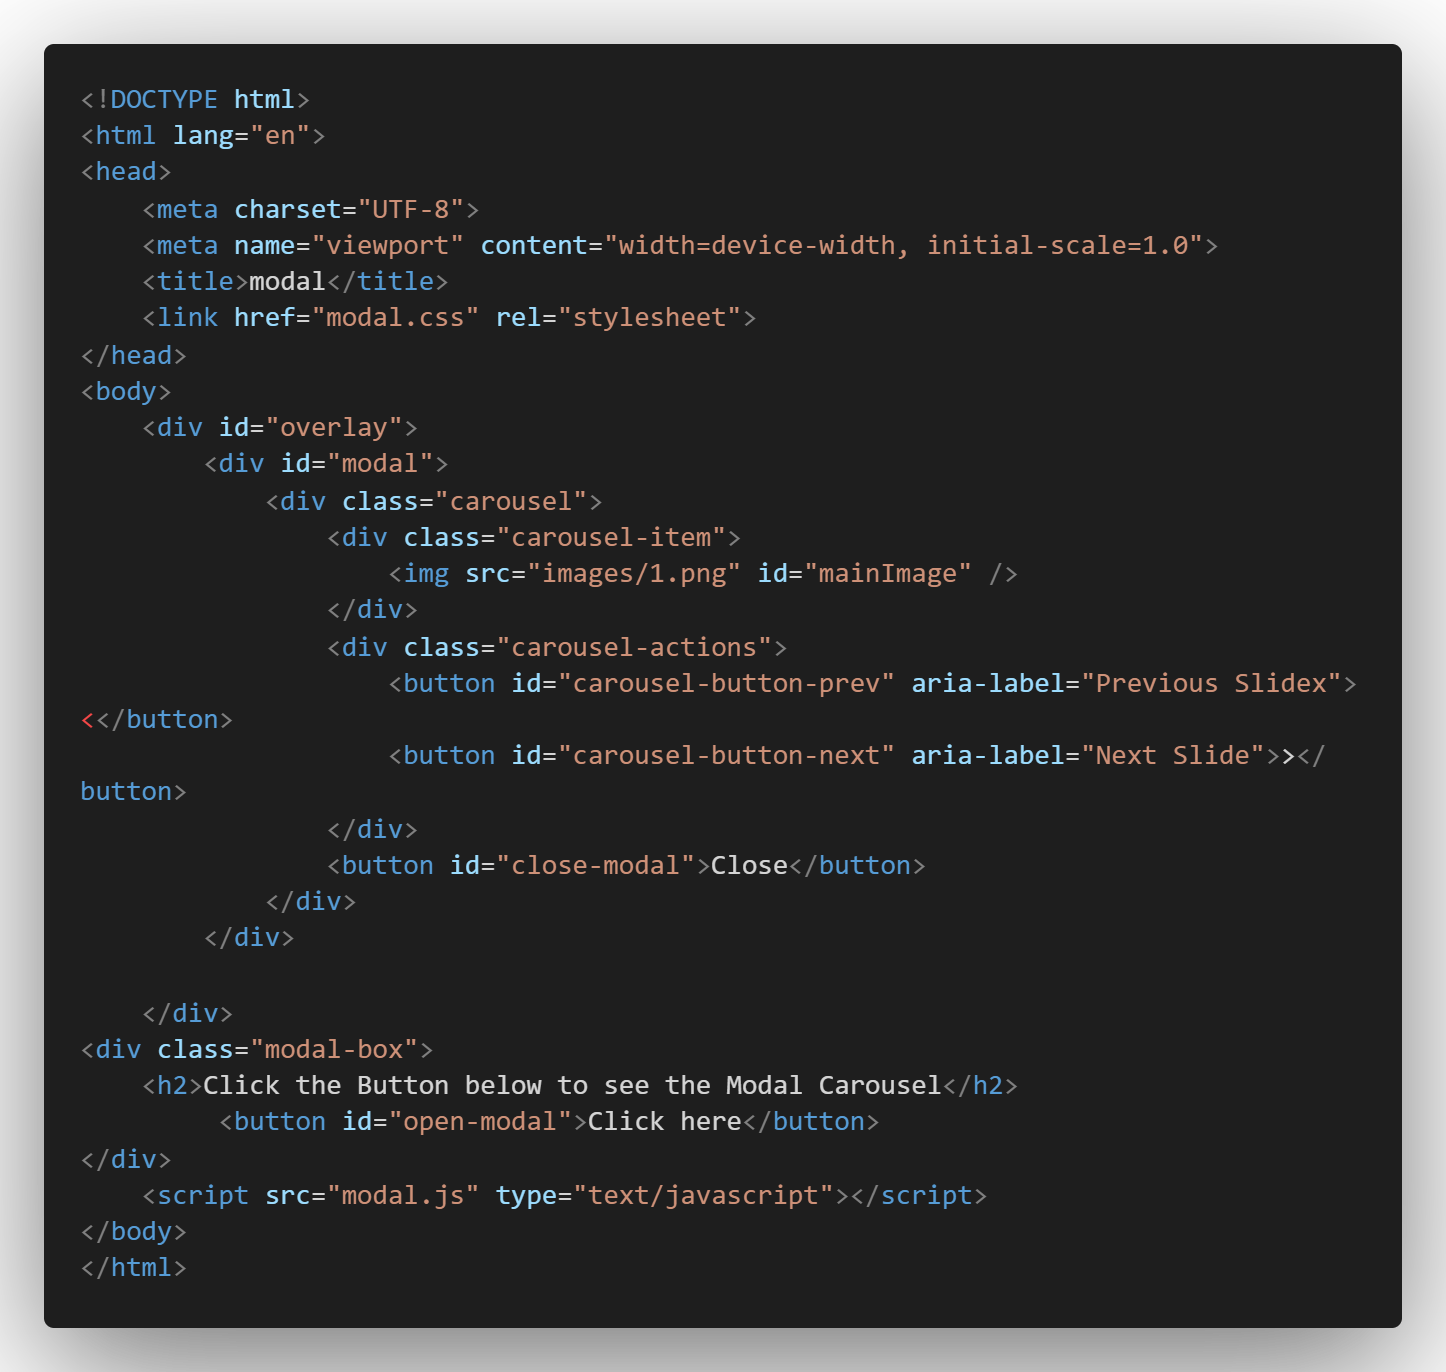 <!DOCTYPE html>
<html lang="en">
<head>
    <meta charset="UTF-8">
    <meta name="viewport" content="width=device-width, initial-scale=1.0">
    <title>modal</title>
    <link href="modal.css" rel="stylesheet">
</head>
<body>
    <div id="overlay">
        <div id="modal">
            <div class="carousel">
                <div class="carousel-item">
                    <img src="images/1.png" id="mainImage" />
                </div>
                <div class="carousel-actions">
                    <button id="carousel-button-prev" aria-label="Previous Slidex">
<</button>
                    <button id="carousel-button-next" aria-label="Next Slide">></
button>
                </div>
                <button id="close-modal">Close</button>
            </div>
        </div>

    </div>
<div class="modal-box">
    <h2>Click the Button below to see the Modal Carousel</h2>
         <button id="open-modal">Click here</button>
</div>
    <script src="modal.js" type="text/javascript"></script>
</body>
</html>